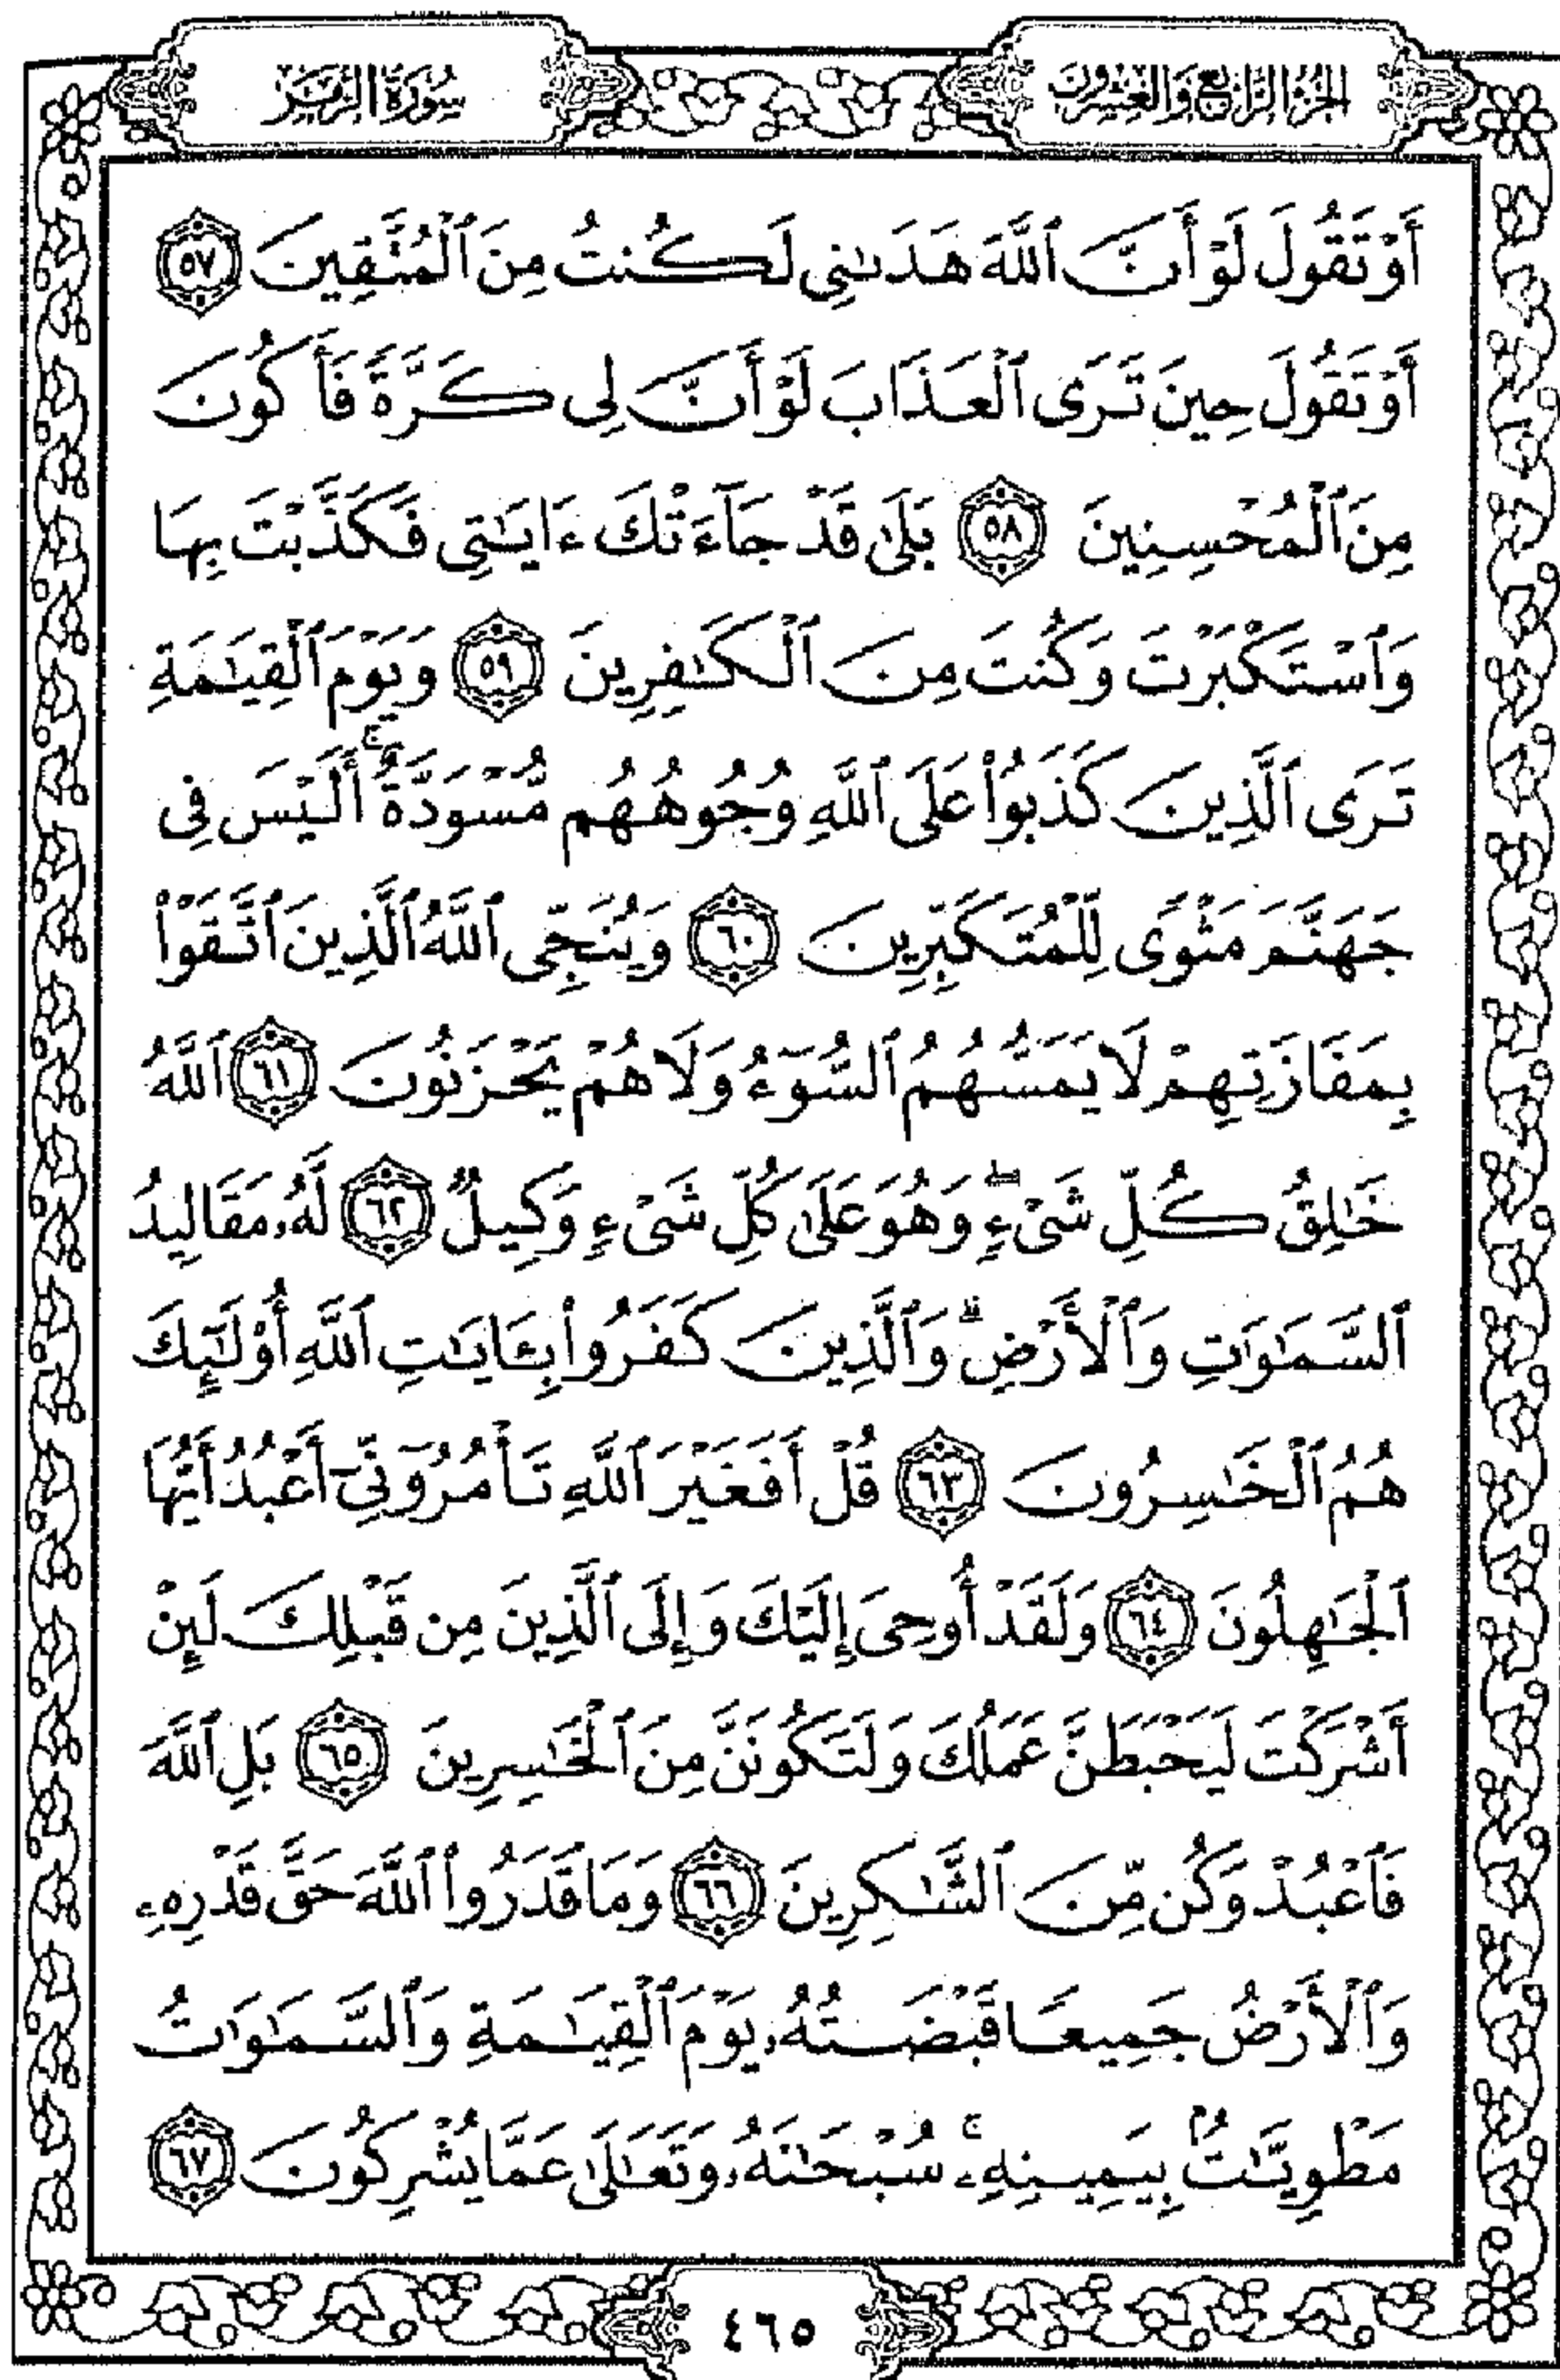 الجزء الرابع والعشرون
سورة الزمر
أَوْ تَقُولَ لَوْ أَنَّ ٱللَّهَ هَدَىٰنِى لَكُنتُ مِنَ ٱلْمُتَّقِينَ ٥٧
أَوْ تَقُولَ حِينَ تَرَى ٱلْعَذَابَ لَوْ أَنَّ لِى كَرَّةً فَأَكُونَ
مِنَ ٱلْمُحْسِنِينَ ٥٨ بَلَىٰ قَدْ جَآءَتْكَ ءَايَٰتِى فَكَذَّبْتَ بِهَا
وَٱسْتَكْبَرْتَ وَكُنتَ مِنَ ٱلْكَٰفِرِينَ ٥٩ وَيَوْمَ ٱلْقِيَٰمَةِ
تَرَى ٱلَّذِينَ كَذَبُوا۟ عَلَى ٱللَّهِ وُجُوهُهُم مُّسْوَدَّةٌ ۚ أَلَيْسَ فِى
جَهَنَّمَ مَثْوًى لِّلْمُتَكَبِّرِينَ ٦٠ وَيُنَجِّى ٱللَّهُ ٱلَّذِينَ ٱتَّقَوْا۟
بِمَفَازَتِهِمْ لَا يَمَسُّهُمُ ٱلسُّوٓءُ وَلَا هُمْ يَحْزَنُونَ ٦١ ٱللَّهُ
خَٰلِقُ كُلِّ شَىْءٍ ۖ وَهُوَ عَلَىٰ كُلِّ شَىْءٍ وَكِيلٌ ٦٢ لَّهُۥ مَقَالِيدُ
ٱلسَّمَٰوَٰتِ وَٱلْأَرْضِ ۗ وَٱلَّذِينَ كَفَرُوا۟ بِـَٔايَٰتِ ٱللَّهِ أُو۟لَٰٓئِكَ
هُمُ ٱلْخَٰسِرُونَ ٦٣ قُلْ أَفَغَيْرَ ٱللَّهِ تَأْمُرُوٓنِّىٓ أَعْبُدُ أَيُّهَا
ٱلْجَٰهِلُونَ ٦٤ وَلَقَدْ أُوحِىَ إِلَيْكَ وَإِلَى ٱلَّذِينَ مِن قَبْلِكَ لَئِنْ
أَشْرَكْتَ لَيَحْبَطَنَّ عَمَلُكَ وَلَتَكُونَنَّ مِنَ ٱلْخَٰسِرِينَ ٦٥ بَلِ ٱللَّهَ
فَٱعْبُدْ وَكُن مِّنَ ٱلشَّٰكِرِينَ ٦٦ وَمَا قَدَرُوا۟ ٱللَّهَ حَقَّ قَدْرِهِۦ
وَٱلْأَرْضُ جَمِيعًا قَبْضَتُهُۥ يَوْمَ ٱلْقِيَٰمَةِ وَٱلسَّمَٰوَٰتُ
مَطْوِيَّٰتٌۢ بِيَمِينِهِۦ ۚ سُبْحَٰنَهُۥ وَتَعَٰلَىٰ عَمَّا يُشْرِكُونَ ٦٧
٤٦٥